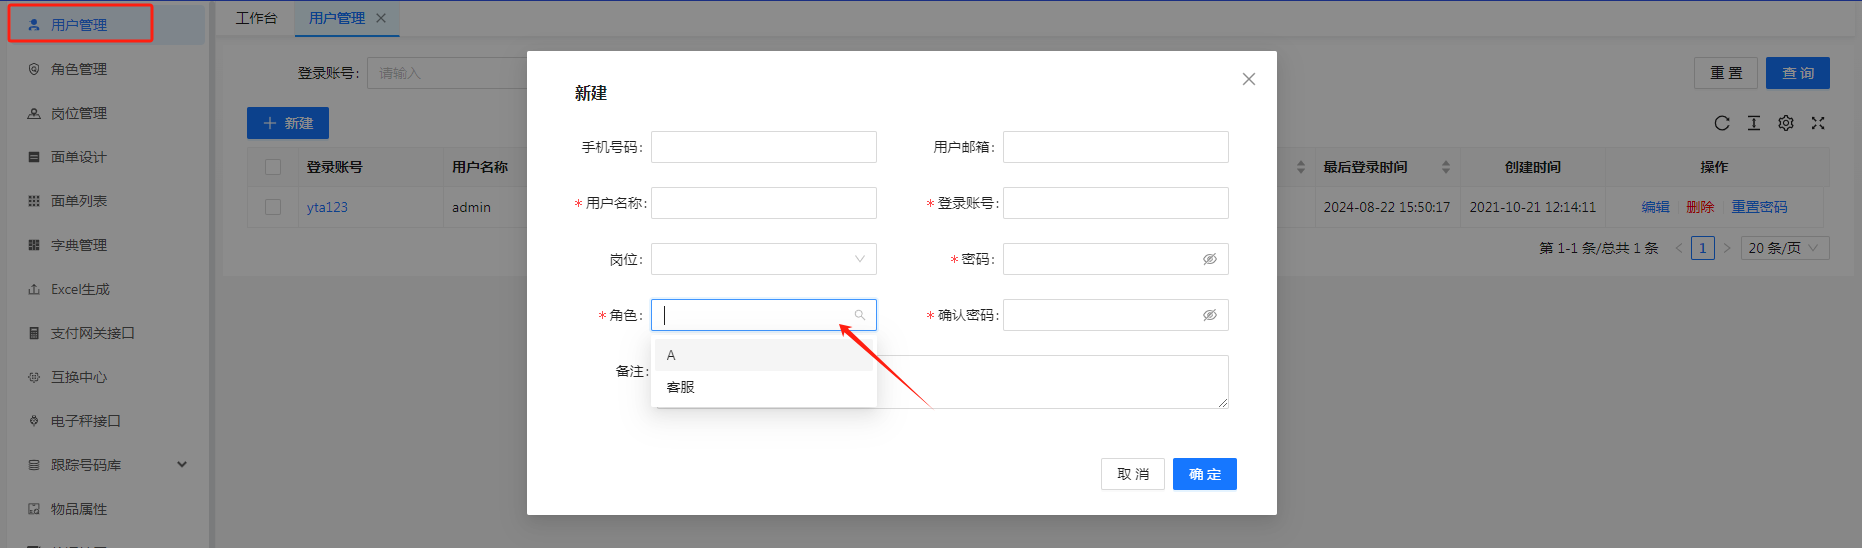 用户管理
角色管理
岗位管理
面单设计
面单列表
字典管理
Excel生成
支付网关接口
互换中心
电子秤接口
跟踪号码库
物品属性
工作台
用户管理
登录账号: 请输入
重 置
查 询
新建
登录账号 用户名称 最后登录时间 创建时间 操作
yta123 admin 2024-08-22 15:50:17 2021-10-21 12:14:11 编辑 删除 重置密码
第 1-1 条/总共 1 条 < 1 > 20 条/页
新建
手机号码:
用户邮箱:
* 用户名称:
* 登录账号:
岗位:
* 密码:
* 角色:
* 确认密码:
A
客服
备注:
取 消
确 定